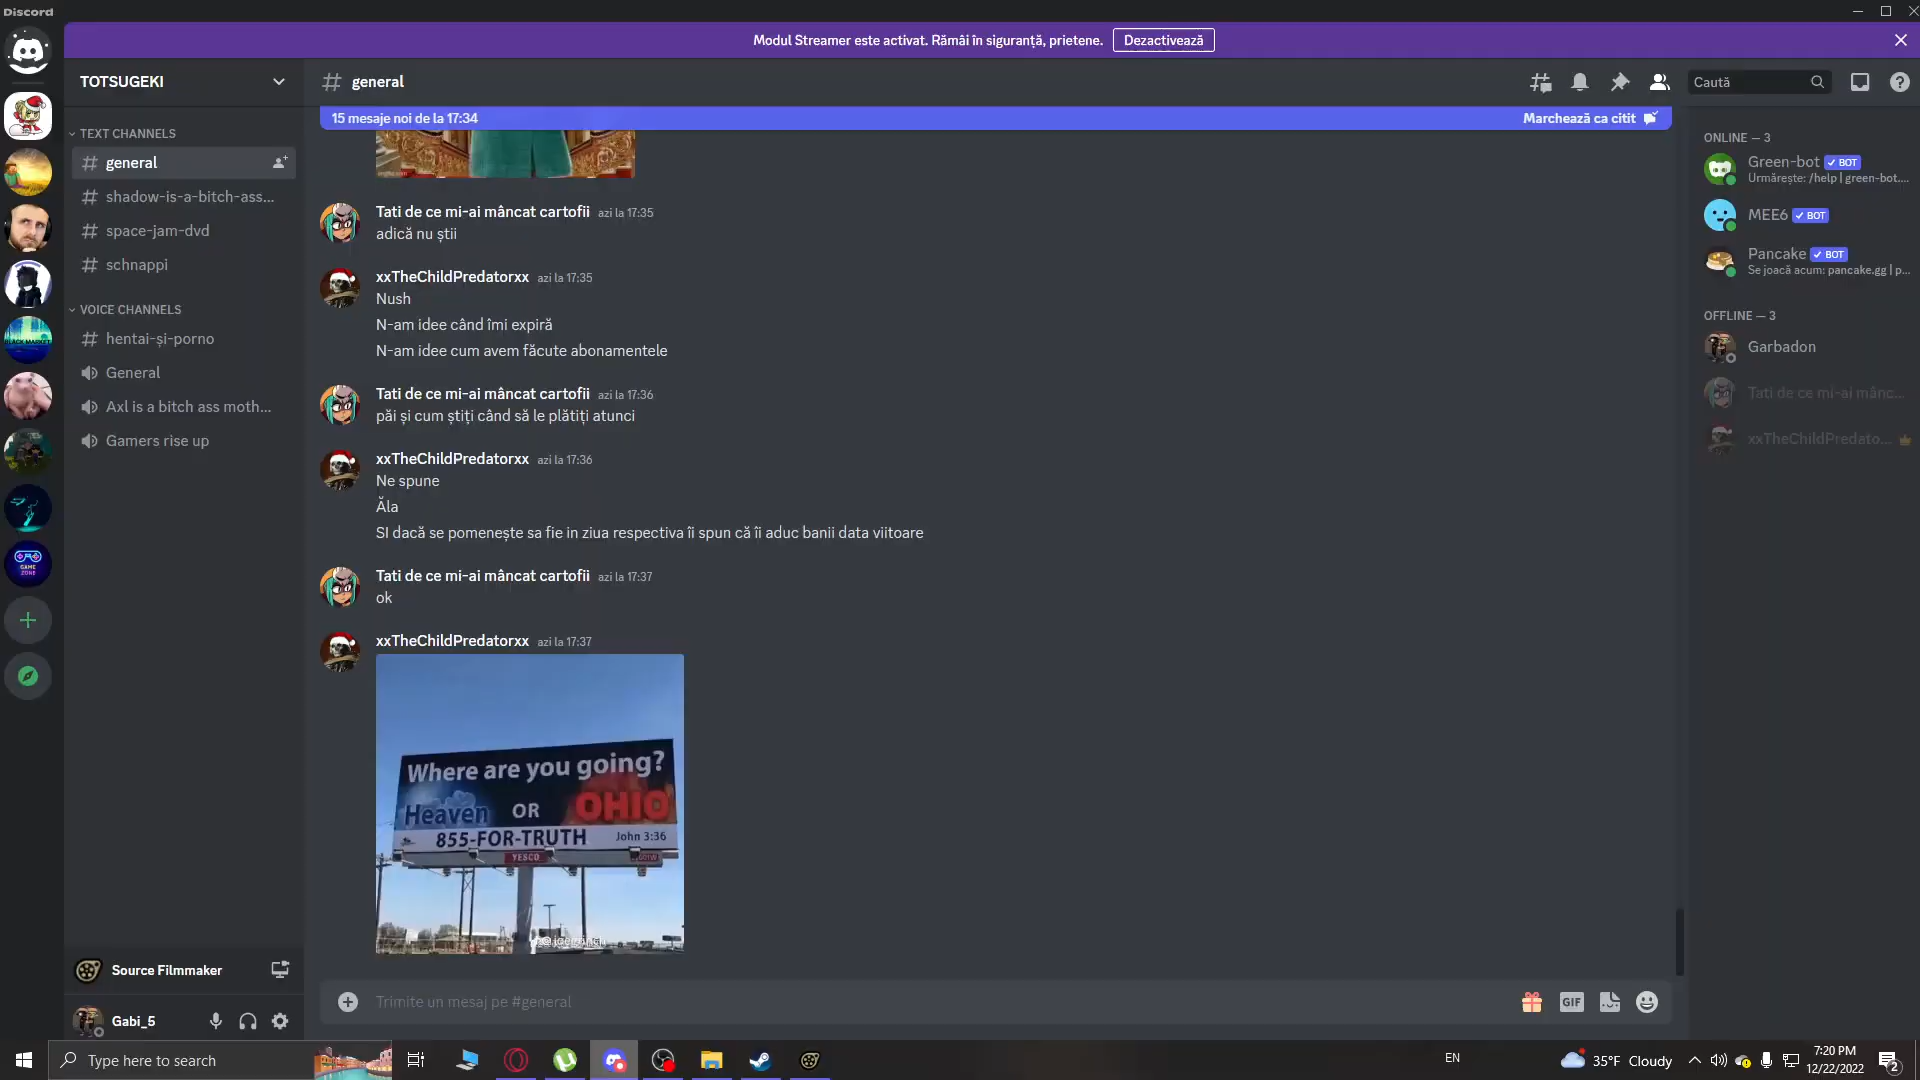 Discord
Modul Streamer este activat. Rămâi în siguranță, prietene.
Dezactivează
TOTSUGEKI
general
Caută
15 mesaje noi de la 17:34
Marchează ca citit
TEXT CHANNELS
general
shadow-is-a-bitch-ass...
space-jam-dvd
schnappi
VOICE CHANNELS
hentai-și-porno
General
Axl is a bitch ass moth...
Gamers rise up
Tati de ce mi-ai mâncat cartofii azi la 17:35
adică nu știi
xxTheChildPredatorxx azi la 17:35
Nush
N-am idee când îmi expiră
N-am idee cum avem făcute abonamentele
Tati de ce mi-ai mâncat cartofii azi la 17:36
păi și cum știți când să le plătiți atunci
xxTheChildPredatorxx azi la 17:36
Ne spune
Ăla
SI dacă se pomenește sa fie in ziua respectiva îi spun că îi aduc banii data viitoare
Tati de ce mi-ai mâncat cartofii azi la 17:37
ok
xxTheChildPredatorxx azi la 17:37
Where are you going?
Heaven OR OHIO
855-FOR-TRUTH John 3:36
YESCO
Trimite un mesaj pe #general
GIF
ONLINE — 3
Green-bot BOT
Urmărește: /help | green-bot....
MEE6 BOT
Pancake BOT
Se joacă acum: pancake.gg | p...
OFFLINE — 3
Garbadon
Tati de ce mi-ai mânc...
xxTheChildPredato...
GAME
ZONE
Source Filmmaker
Gabi_5
Type here to search
EN
35°F Cloudy
7:20 PM
12/22/2022
2